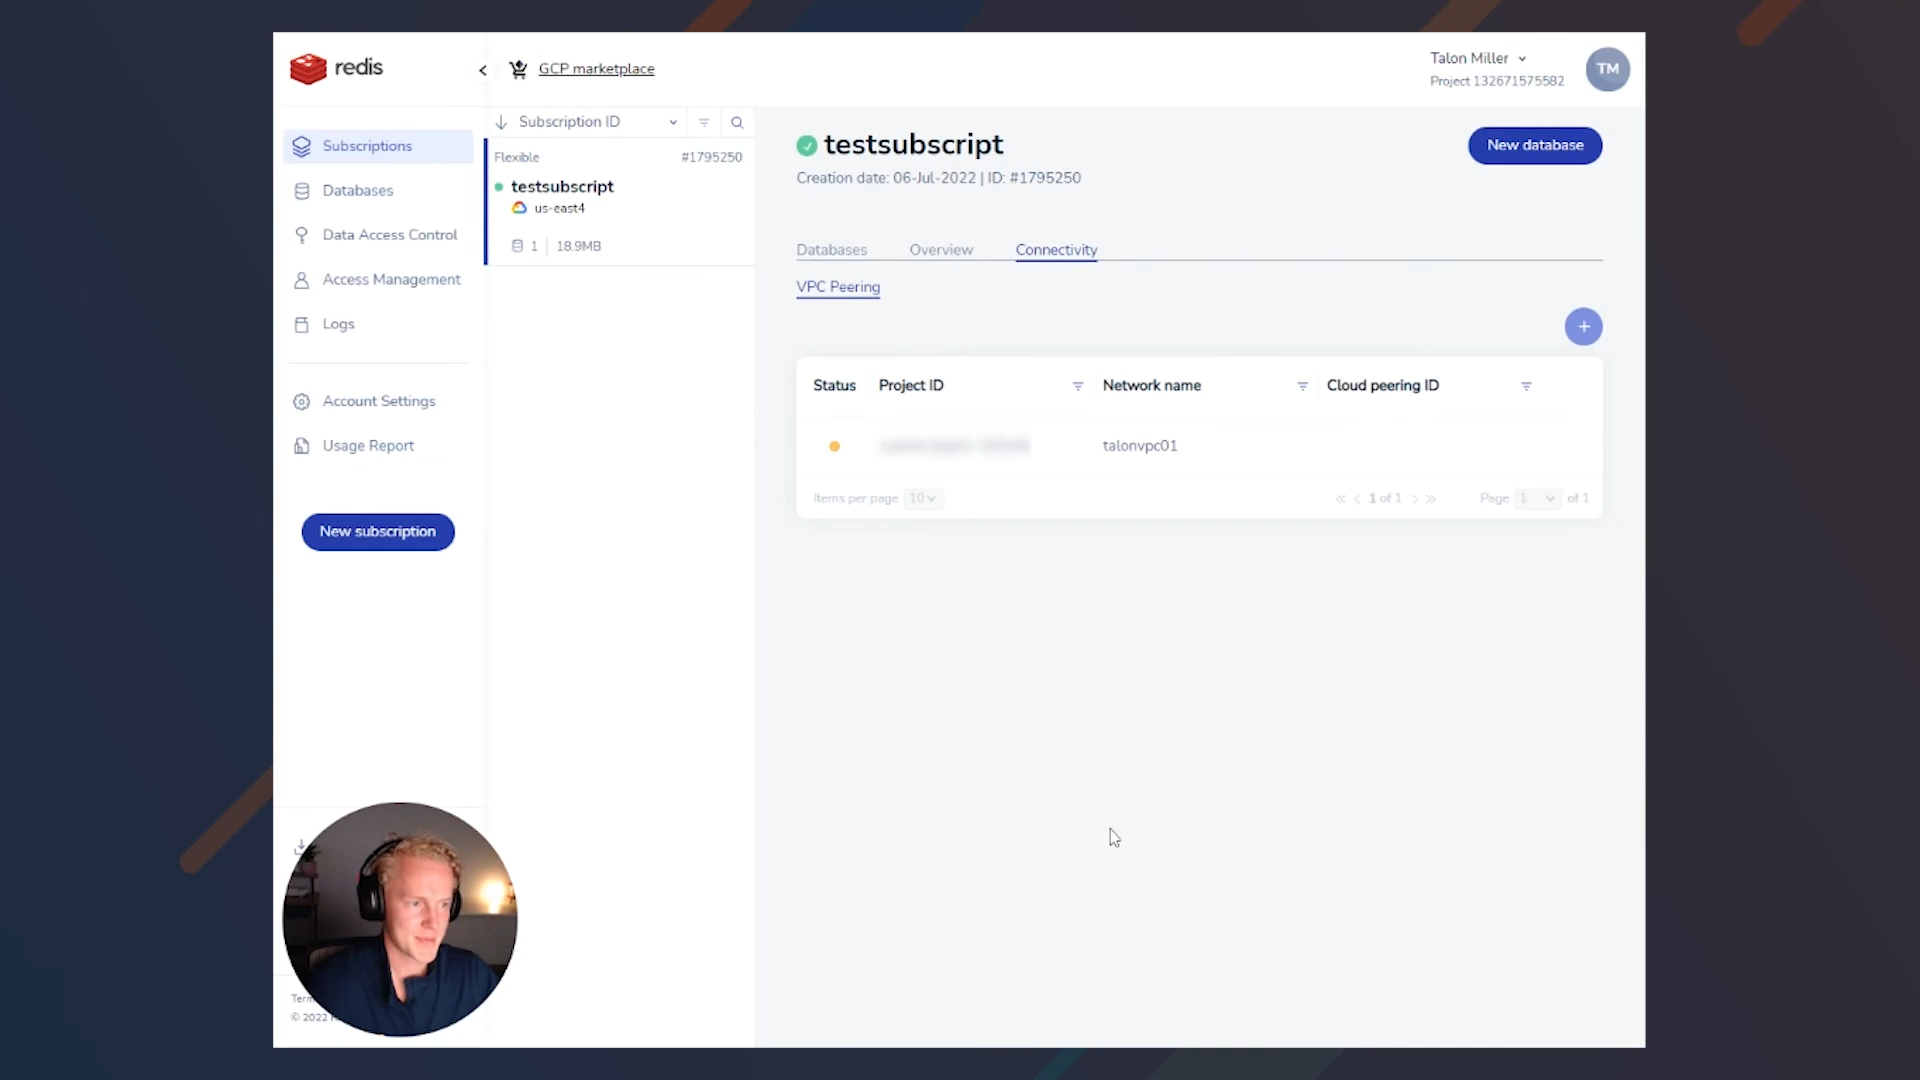 redis
GCP marketplace
Talon Miller
Project 132671575582
TM
Subscriptions
Databases
Data Access Control
Access Management
Logs
Account Settings
Usage Report
New subscription
Subscription ID
Flexible #1795250
testsubscript
us-east4
1 18.9MB
testsubscript
New database
Creation date: 06-Jul-2022 | ID: #1795250
Databases Overview Connectivity
VPC Peering
+
Status Project ID Network name Cloud peering ID
talonvpc01
Items per page 10 « < 1 of 1 > » Page 1 of 1
© 2022